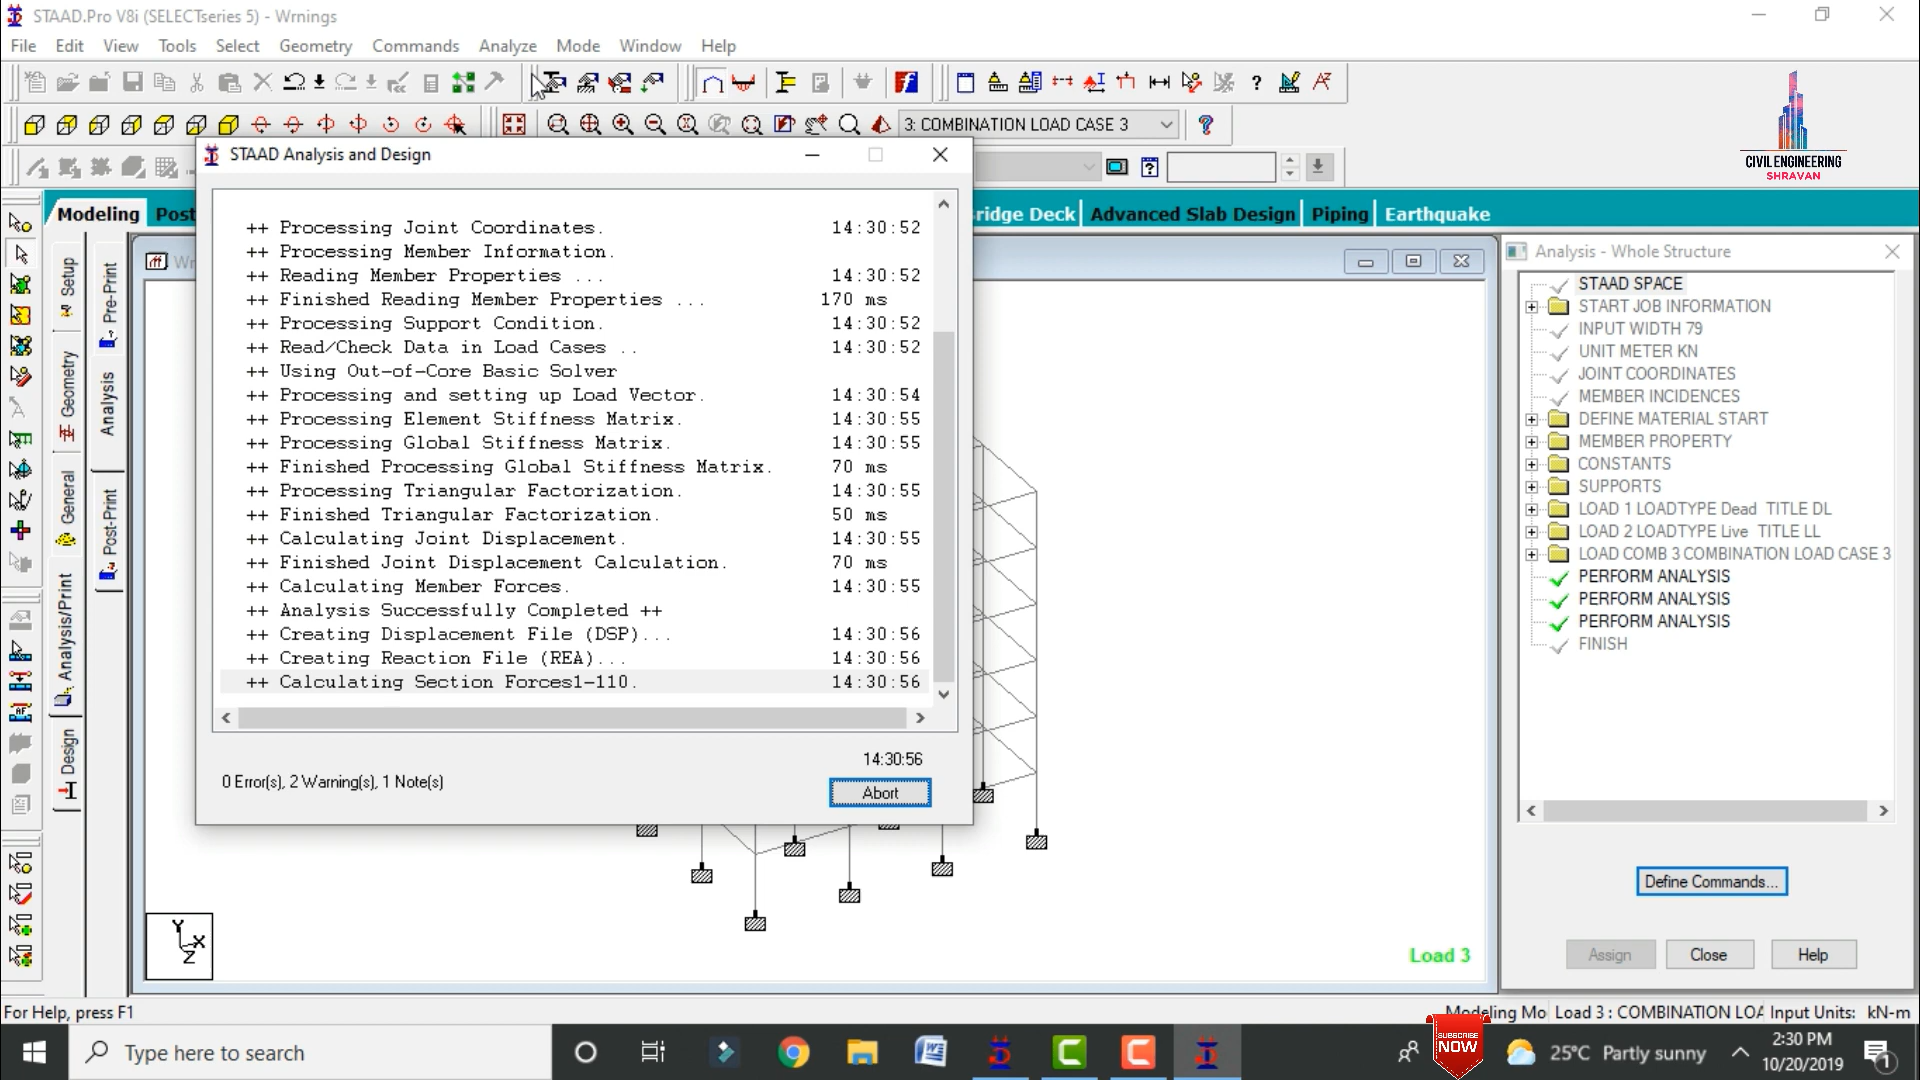 STAAD.Pro V8i (SELECTseries 5) - Wrnings
File Edit View Tools Select Geometry Commands Analyze Mode Window Help
3: COMBINATION LOAD CASE 3
CIVIL ENGINEERING
SHRAVAN
STAAD Analysis and Design
Modeling Post Bridge Deck Advanced Slab Design Piping Earthquake
Setup
Geometry
General
Analysis/Print
Design
Pre-Print
Analysis
Post-Print
++ Processing Joint Coordinates. 14:30:52
++ Processing Member Information.
++ Reading Member Properties ... 14:30:52
++ Finished Reading Member Properties ... 170 ms
++ Processing Support Condition. 14:30:52
++ Read/Check Data in Load Cases .. 14:30:52
++ Using Out-of-Core Basic Solver
++ Processing and setting up Load Vector. 14:30:54
++ Processing Element Stiffness Matrix. 14:30:55
++ Processing Global Stiffness Matrix. 14:30:55
++ Finished Processing Global Stiffness Matrix. 70 ms
++ Processing Triangular Factorization. 14:30:55
++ Finished Triangular Factorization. 50 ms
++ Calculating Joint Displacement. 14:30:55
++ Finished Joint Displacement Calculation. 70 ms
++ Calculating Member Forces. 14:30:55
++ Analysis Successfully Completed ++
++ Creating Displacement File (DSP)... 14:30:56
++ Creating Reaction File (REA)... 14:30:56
++ Calculating Section Forces1-110. 14:30:56
14:30:56
0 Error(s), 2 Warning(s), 1 Note(s)
Abort
Analysis - Whole Structure
STAAD SPACE
START JOB INFORMATION
INPUT WIDTH 79
UNIT METER KN
JOINT COORDINATES
MEMBER INCIDENCES
DEFINE MATERIAL START
MEMBER PROPERTY
CONSTANTS
SUPPORTS
LOAD 1 LOADTYPE Dead TITLE DL
LOAD 2 LOADTYPE Live TITLE LL
LOAD COMB 3 COMBINATION LOAD CASE 3
PERFORM ANALYSIS
PERFORM ANALYSIS
PERFORM ANALYSIS
FINISH
Define Commands...
Assign Close Help
Y
X
Z
Load 3
For Help, press F1
Modeling Mo Load 3 : COMBINATION LOA Input Units: kN-m
Type here to search
SUBSCRIBE
NOW
25°C Partly sunny
2:30 PM
10/20/2019
1